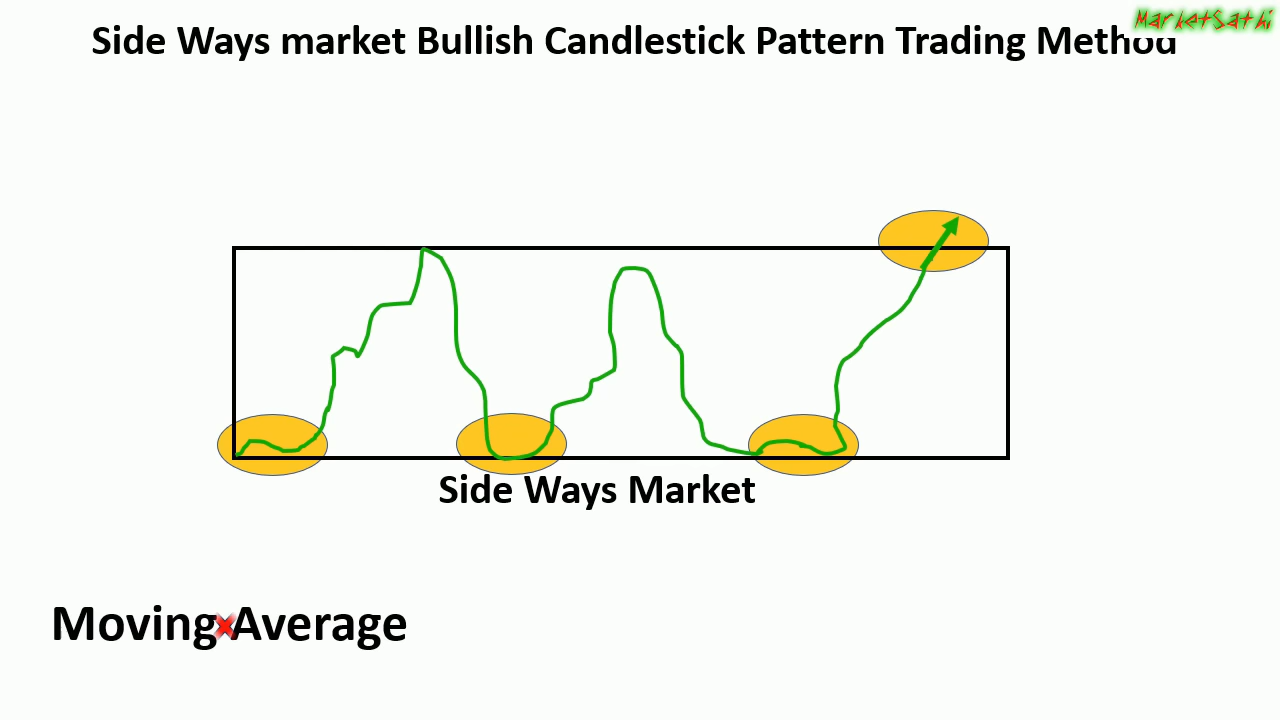 MarketSathi
Side Ways market Bullish Candlestick Pattern Trading Method
Side Ways Market
Moving Average